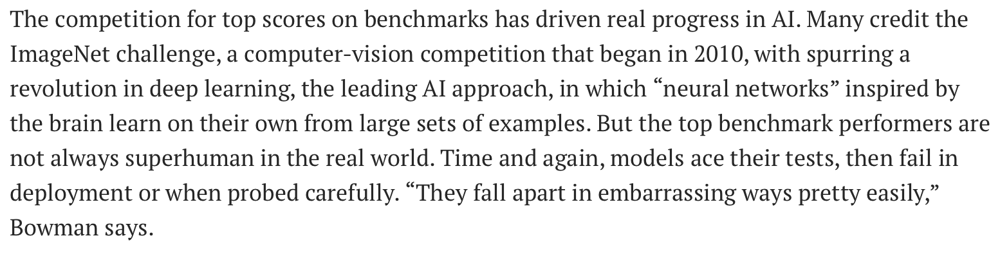 The competition for top scores on benchmarks has driven real progress in AI. Many credit the
ImageNet challenge, a computer-vision competition that began in 2010, with spurring a
revolution in deep learning, the leading AI approach, in which “neural networks” inspired by
the brain learn on their own from large sets of examples. But the top benchmark performers are
not always superhuman in the real world. Time and again, models ace their tests, then fail in
deployment or when probed carefully. “They fall apart in embarrassing ways pretty easily,”
Bowman says.